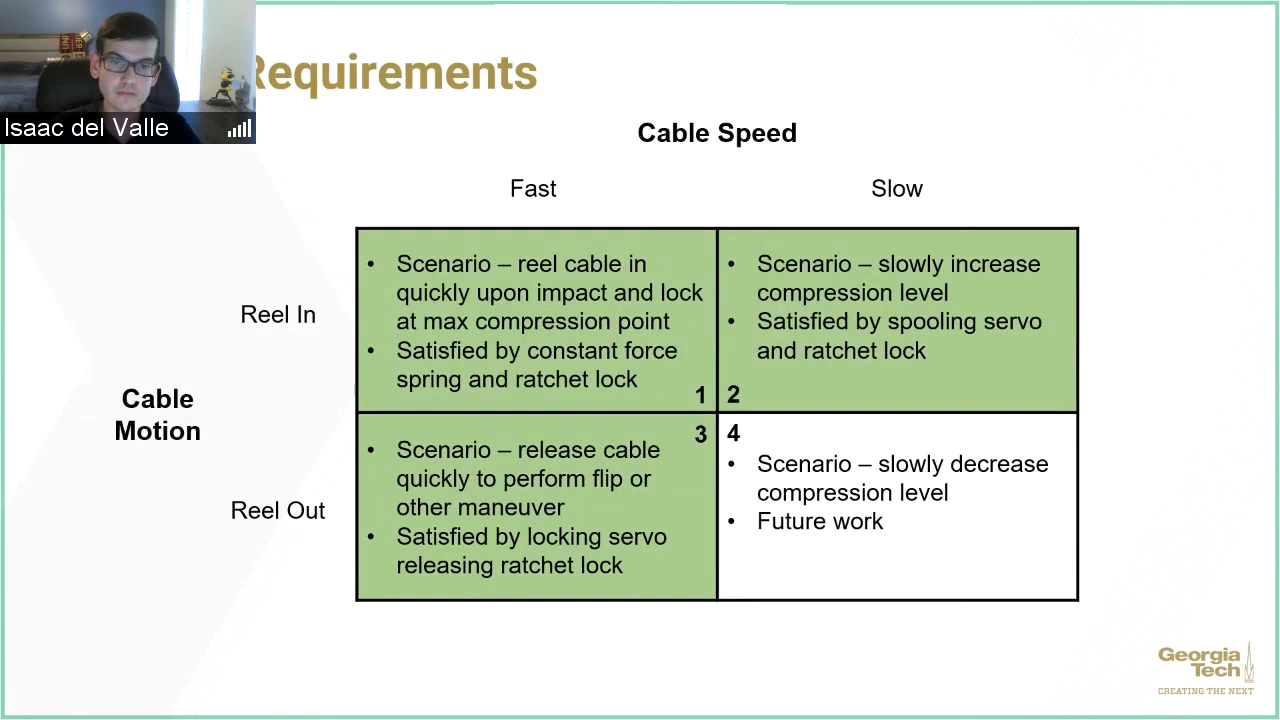 Isaac del Valle
Requirements
Cable Speed
Fast
Slow
Reel In
• Scenario – reel cable in
quickly upon impact and lock
at max compression point
• Satisfied by constant force
spring and ratchet lock
1
• Scenario – slowly increase
compression level
• Satisfied by spooling servo
and ratchet lock
2
Cable
Motion
Reel Out
3
• Scenario – release cable
quickly to perform flip or
other maneuver
• Satisfied by locking servo
releasing ratchet lock
4
• Scenario – slowly decrease
compression level
• Future work
Georgia
Tech
CREATING THE NEXT